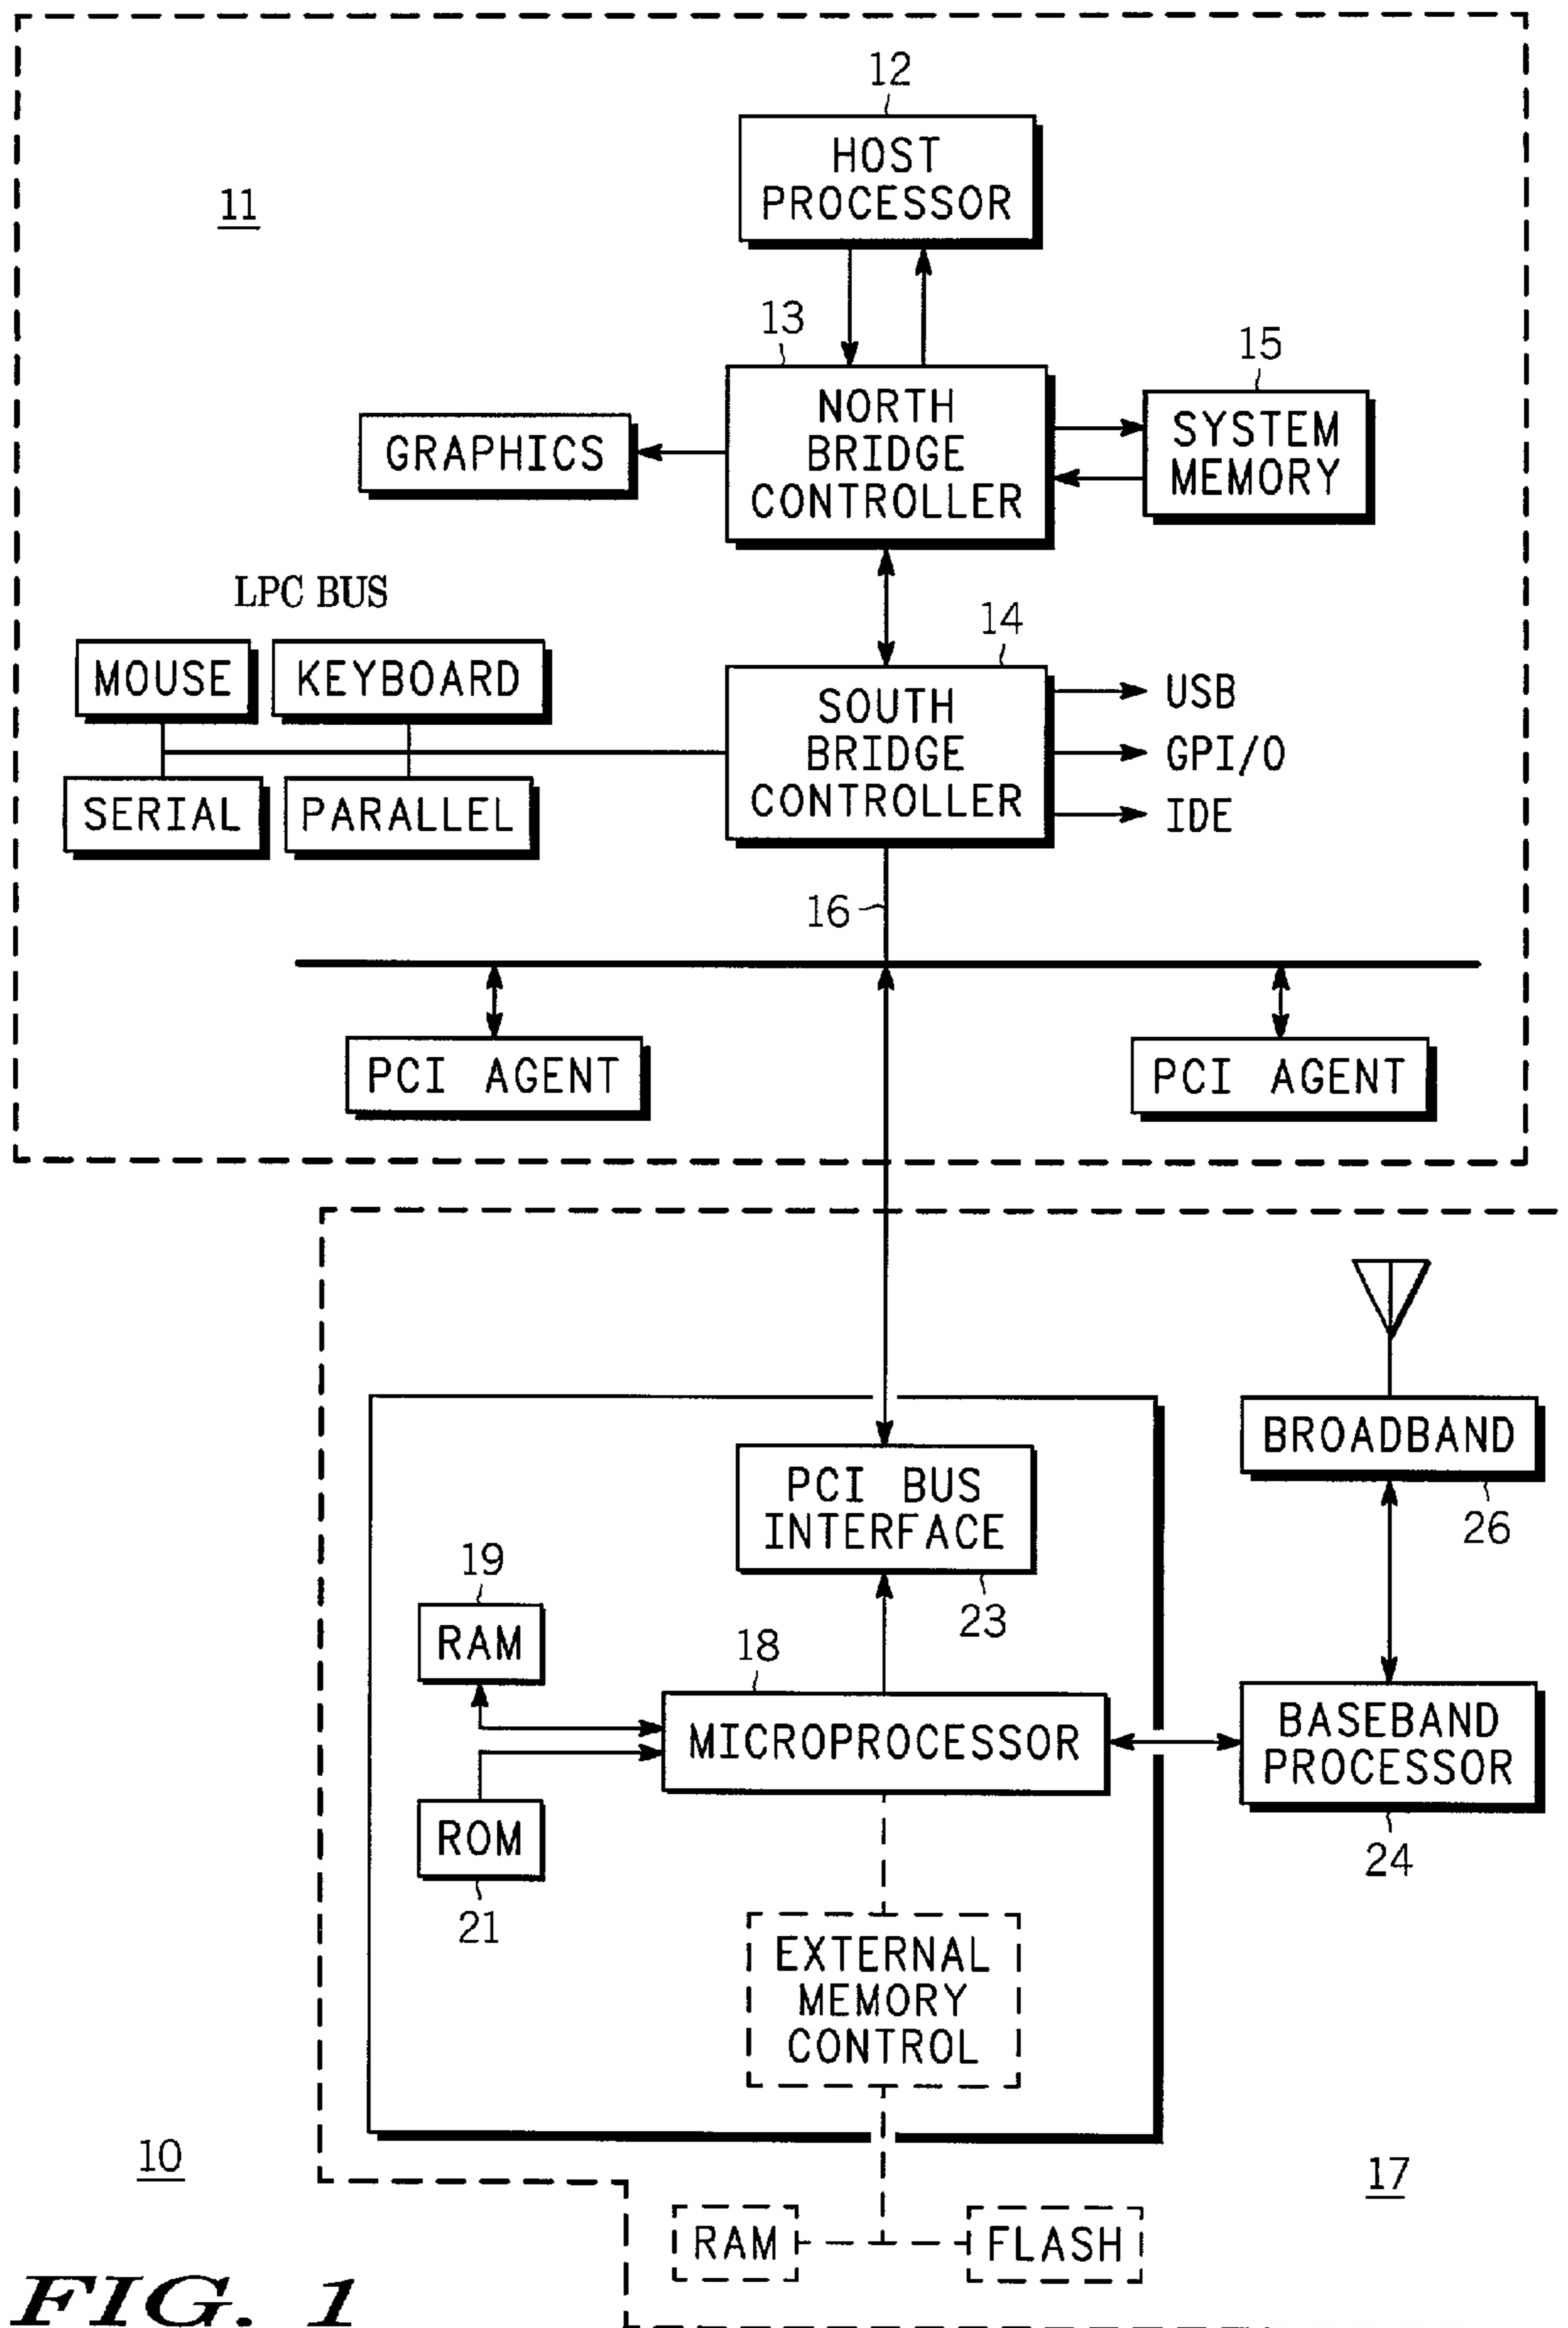 12
HOST
PROCESSOR
11
13
NORTH
BRIDGE
CONTROLLER
15
SYSTEM
MEMORY
GRAPHICS
LPC BUS
MOUSE
KEYBOARD
SERIAL
PARALLEL
14
SOUTH
BRIDGE
CONTROLLER
USB
GPI/O
IDE
16
PCI AGENT
PCI AGENT
BROADBAND
26
PCI BUS
INTERFACE
23
19
RAM
18
MICROPROCESSOR
BASEBAND
PROCESSOR
24
ROM
21
EXTERNAL
MEMORY
CONTROL
10
17
RAM
FLASH
FIG. 1